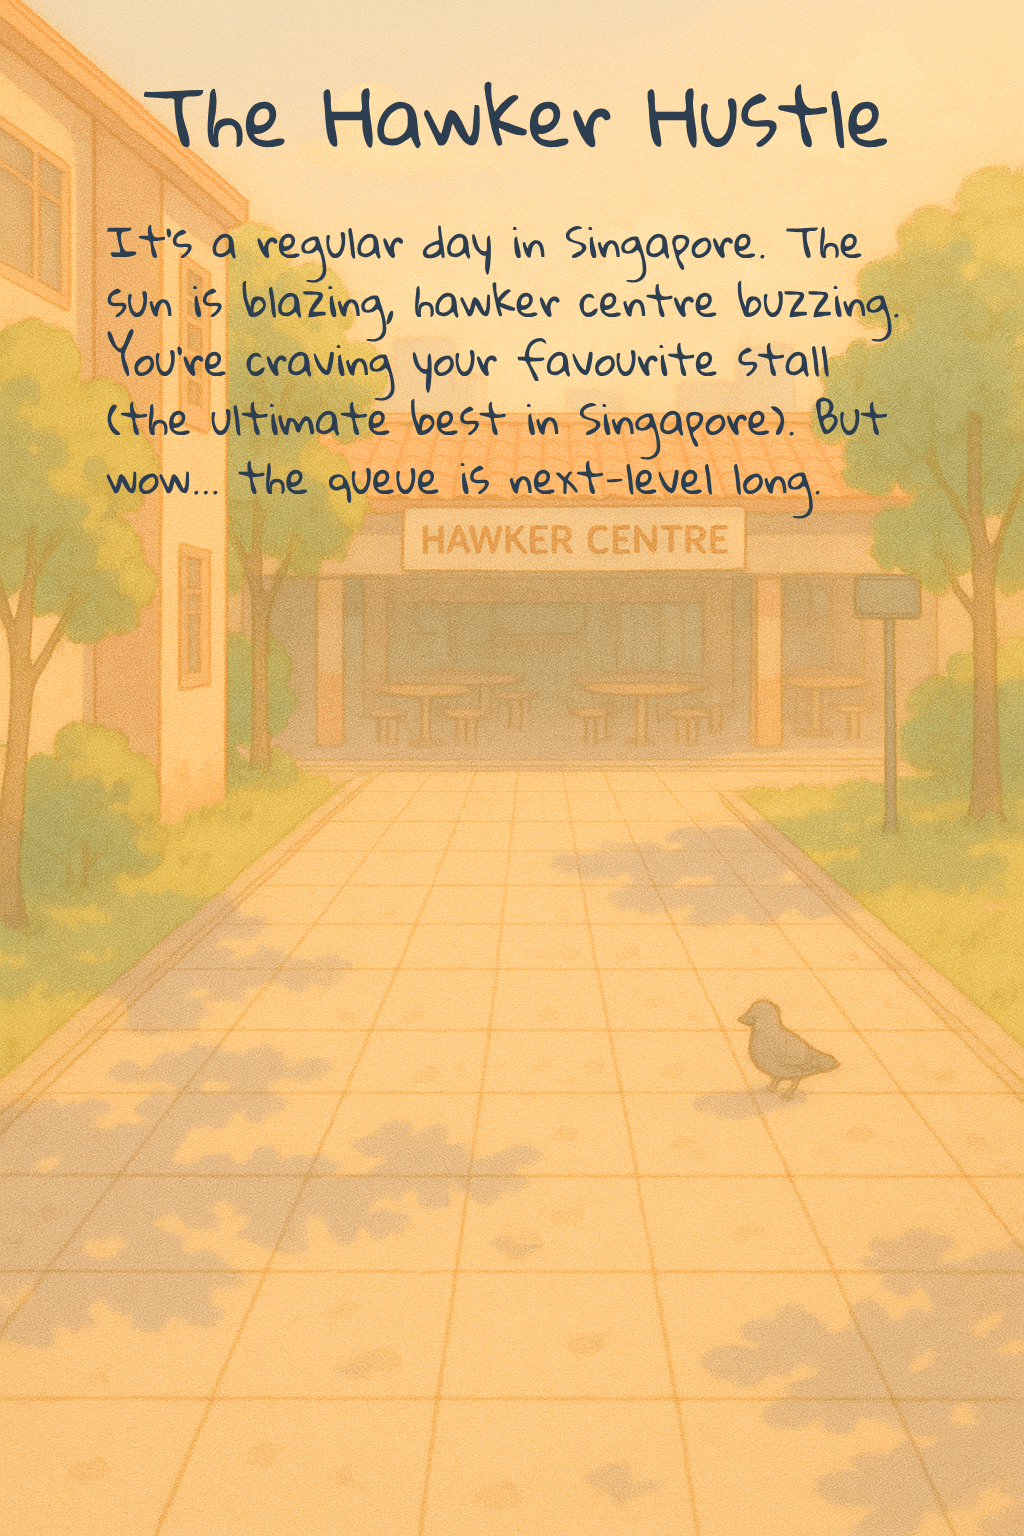 The Hawker Hustle
It's a regular day in Singapore. The
sun is blazing, hawker centre buzzing.
You're craving your favourite stall
(the ultimate best in Singapore). But
wow... the queue is next-level long.
HAWKER CENTRE